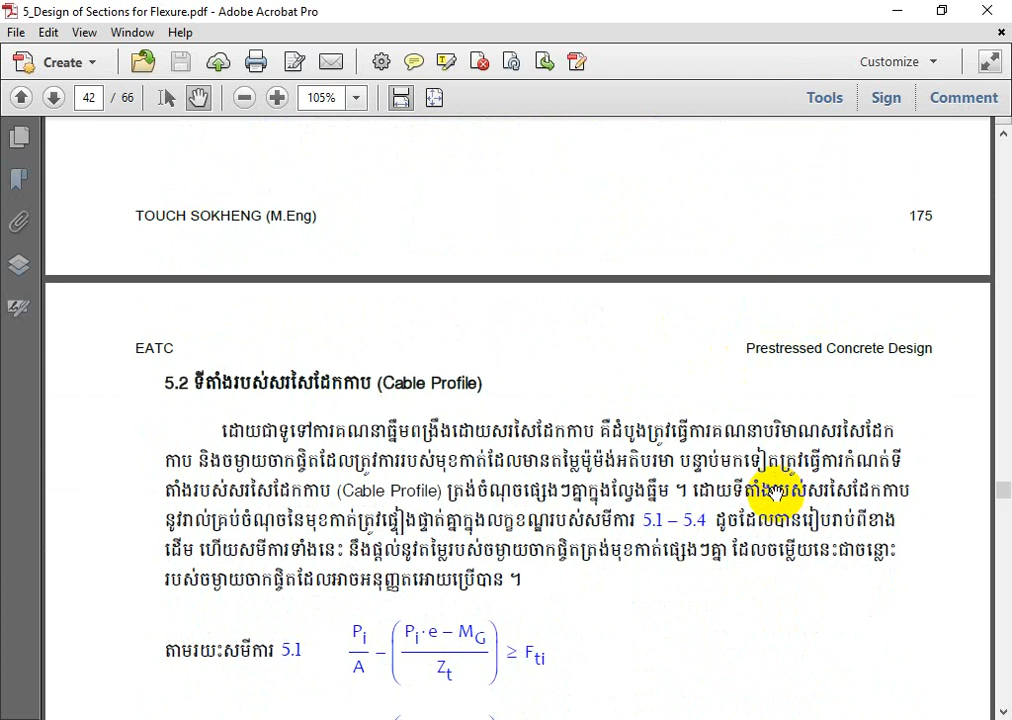 5_Design of Sections for Flexure.pdf - Adobe Acrobat Pro
File Edit View Window Help
Create Customize
42 / 66 105% Tools Sign Comment
TOUCH SOKHENG (M.Eng) 175
EATC Prestressed Concrete Design
5.2 ទីតាំងរបស់សរសៃដែកកាប (Cable Profile)
ដោយជាទូទៅការគណនាធ្នឹមពង្រឹងដោយសរសៃដែកកាប គឺដំបូងត្រូវធ្វើការគណនាបរិមាណសរសៃដែក
កាប និងចម្ងាយចាកផ្ចិតដែលត្រូវការរបស់មុខកាត់ដែលមានតម្លៃម៉ូម៉ង់អតិបរមា បន្ទាប់មកទៀតត្រូវធ្វើការកំណត់ទី
តាំងរបស់សរសៃដែកកាប (Cable Profile) ត្រង់ចំណុចផ្សេងៗគ្នាក្នុងលែ្វងធ្នឹម ។ ដោយទីតាំងរបស់សរសៃដែកកាប
នូវរាល់គ្រប់ចំណុចនៃមុខកាត់ត្រូវផ្ទៀងផ្ទាត់គ្នាក្នុងលក្ខខណ្ឌរបស់សមីការ 5.1 – 5.4 ដូចដែលបានរៀបរាប់ពីខាង
ដើម ហើយសមីការទាំងនេះ នឹងផ្តល់នូវតម្លៃរបស់ចម្ងាយចាកផ្ចិតត្រង់មុខកាត់ផ្សេងៗគ្នា ដែលចម្លើយនេះជាចន្លោះ
របស់ចម្ងាយចាកផ្ចិតដែលអាចអនុញ្ញតអោយប្រើបាន ។
តាមរយះសមីការ 5.1 P_i/A − ((P_i·e − M_G)/Z_t) ≥ F_ti